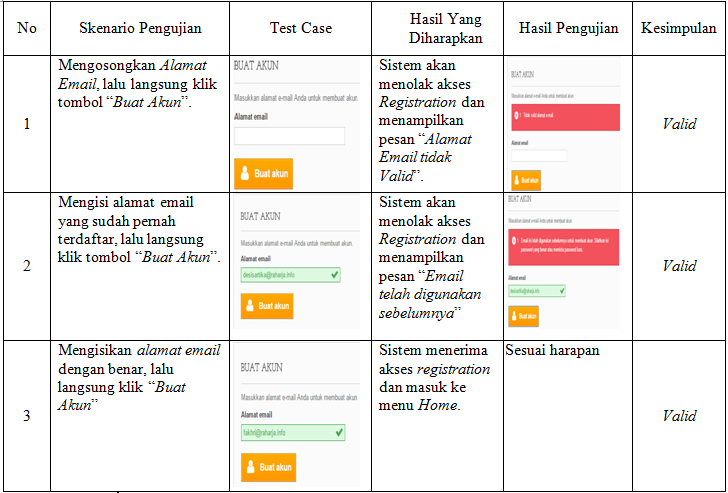 No
Skenario Pengujian
Test Case
Hasil Yang
Diharapkan
Hasil Pengujian
Kesimpulan
1
Mengosongkan Alamat
Email, lalu langsung klik
tombol “Buat Akun”.
BUAT AKUN
Masukkan alamat e-mail Anda untuk membuat akun.
Alamat email
Buat akun
Sistem akan
menolak akses
Registration dan
menampilkan
pesan “Alamat
Email tidak
Valid”.
BUAT AKUN
Masukkan alamat e-mail Anda untuk membuat akun.
1. Tidak valid alamat e-mail
Alamat email
Buat akun
Valid
2
Mengisi alamat email
yang sudah pernah
terdaftar, lalu langsung
klik tombol “Buat Akun”.
BUAT AKUN
Masukkan alamat e-mail Anda untuk membuat akun.
Alamat email
desisartika@raharja.info
Buat akun
Sistem akan
menolak akses
Registration dan
menampilkan
pesan “Email
telah digunakan
sebelumnya”
BUAT AKUN
Masukkan alamat e-mail Anda untuk membuat akun.
Alamat email
Buat akun
Valid
3
Mengisikan alamat email
dengan benar, lalu
langsung klik “Buat
Akun”
BUAT AKUN
Masukkan alamat e-mail Anda untuk membuat akun
Alamat email
fakhri@raharja.info
Buat akun
Sistem menerima
akses registration
dan masuk ke
menu Home.
Sesuai harapan
Valid